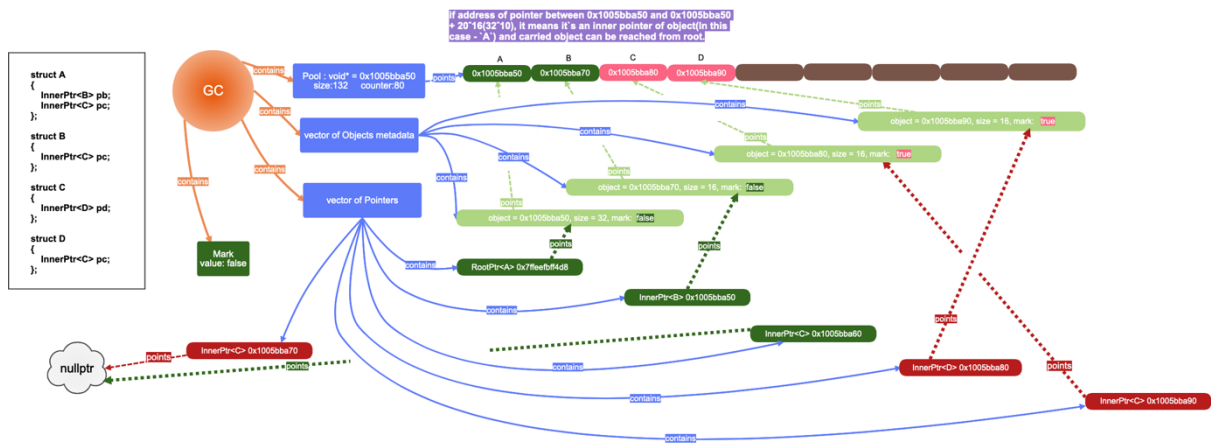 if address of pointer between 0x1005bba50 and 0x1005bba50
+ 20^16(32^10), it means it`s an inner pointer of object(In this
case - `A`) and carried object can be reached from root.
struct A
{
InnerPtr<B> pb;
InnerPtr<C> pc;
};
struct B
{
InnerPtr<C> pc;
};
struct C
{
InnerPtr<D> pd;
};
struct D
{
InnerPtr<C> pc;
};
GC
contains
contains
contains
contains
Pool : void* = 0x1005bba50
size:132 counter:80
points
A
B
C
D
0x1005bba50
0x1005bba70
0x1005bba80
0x1005bba90
vector of Objects metadata
contains
contains
contains
contains
points
points
points
points
object = 0x1005bba90, size = 16, mark: true
object = 0x1005bba80, size = 16, mark: true
object = 0x1005bba70, size = 16, mark: false
object = 0x1005bba50, size = 32, mark: false
vector of Pointers
Mark
value: false
points
points
points
points
contains
RootPtr<A> 0x7ffeefbff4d8
contains
InnerPtr<B> 0x1005bba50
contains
InnerPtr<C> 0x1005bba60
InnerPtr<C> 0x1005bba70
points
points
nullptr
contains
contains
InnerPtr<D> 0x1005bba80
contains
InnerPtr<C> 0x1005bba90
contains